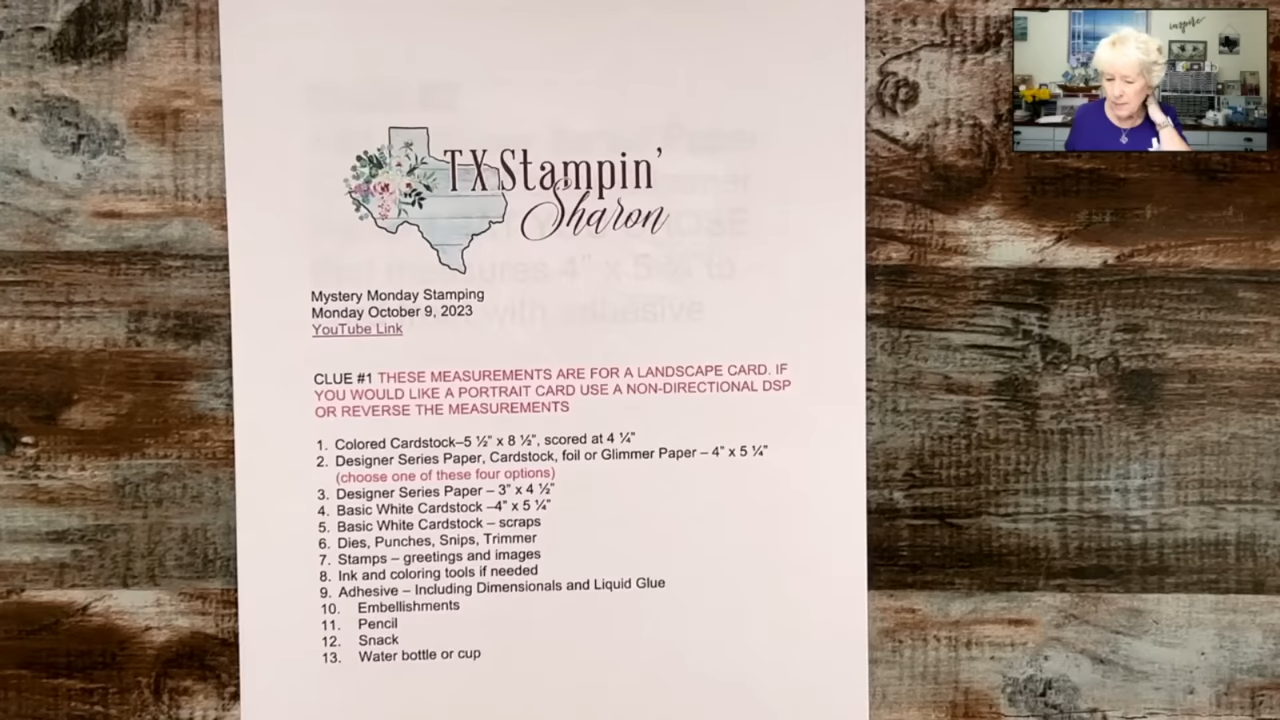 inspire
TX Stampin'
Sharon
Mystery Monday Stamping
Monday October 9, 2023
YouTube Link
CLUE #1 THESE MEASUREMENTS ARE FOR A LANDSCAPE CARD. IF
YOU WOULD LIKE A PORTRAIT CARD USE A NON-DIRECTIONAL DSP
OR REVERSE THE MEASUREMENTS
1. Colored Cardstock–5 ½" x 8 ½", scored at 4 ¼"
2. Designer Series Paper, Cardstock, foil or Glimmer Paper – 4" x 5 ¼"
(choose one of these four options)
3. Designer Series Paper – 3" x 4 ½"
4. Basic White Cardstock –4" x 5 ¼"
5. Basic White Cardstock – scraps
6. Dies, Punches, Snips, Trimmer
7. Stamps – greetings and images
8. Ink and coloring tools if needed
9. Adhesive – Including Dimensionals and Liquid Glue
10. Embellishments
11. Pencil
12. Snack
13. Water bottle or cup